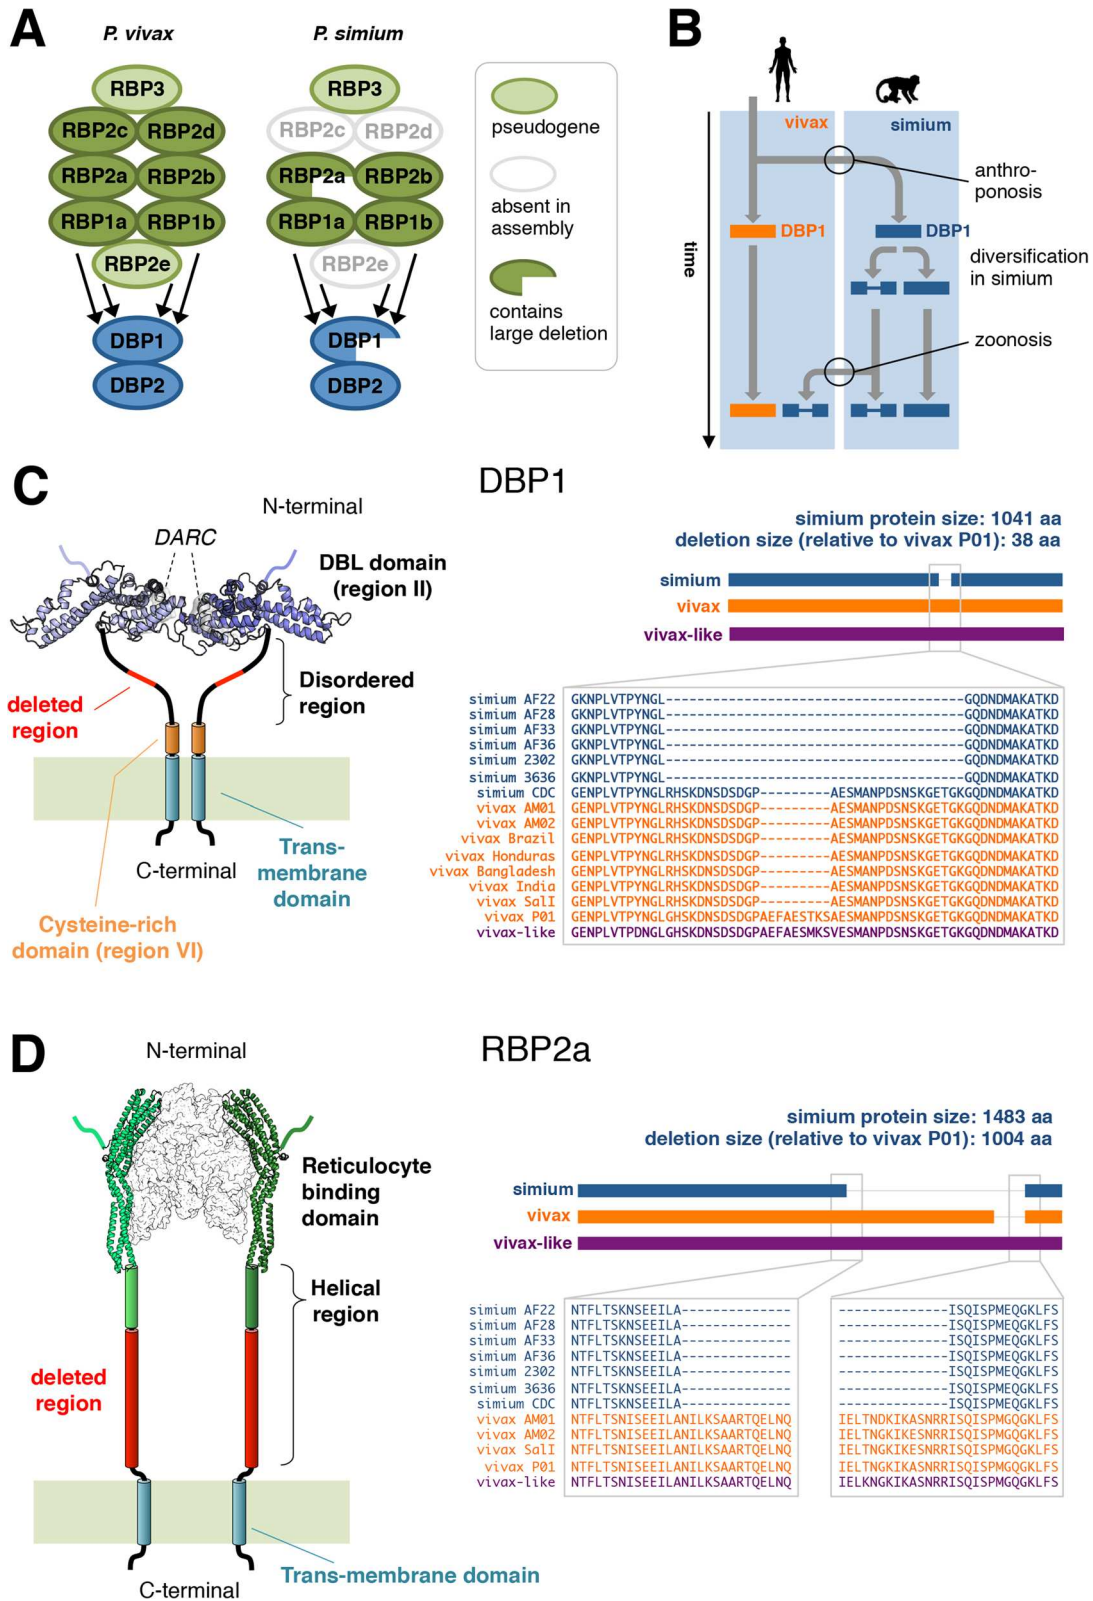 A
P. vivax
P. simium
RBP3
RBP2c
RBP2d
RBP2a
RBP2b
RBP1a
RBP1b
RBP2e
DBP1
DBP2
RBP3
RBP2c
RBP2d
RBP2a
RBP2b
RBP1a
RBP1b
RBP2e
DBP1
DBP2
pseudogene
absent in
assembly
contains
large deletion
B
vivax
simium
time
anthro-
ponosis
DBP1
DBP1
diversification
in simium
zoonosis
C
N-terminal
DARC
DBL domain
(region II)
deleted
region
Disordered
region
C-terminal
Trans-
membrane
domain
Cysteine-rich
domain (region VI)
DBP1
simium protein size: 1041 aa
deletion size (relative to vivax P01): 38 aa
simium
vivax
vivax-like
simium AF22 GKNPLVTPYNGL--------------------------------------GQDNDMAKATKD
simium AF28 GKNPLVTPYNGL--------------------------------------GQDNDMAKATKD
simium AF33 GKNPLVTPYNGL--------------------------------------GQDNDMAKATKD
simium AF36 GKNPLVTPYNGL--------------------------------------GQDNDMAKATKD
simium 2302 GKNPLVTPYNGL--------------------------------------GQDNDMAKATKD
simium 3636 GKNPLVTPYNGL--------------------------------------GQDNDMAKATKD
simium CDC GENPLVTPYNGLRHSKDNSDSDGP---------AESMANPDSNSKGETGKGQDNDMAKATKD
vivax AM01 GENPLVTPYNGLRHSKDNSDSDGP---------AESMANPDSNSKGETGKGQDNDMAKATKD
vivax AM02 GENPLVTPYNGLRHSKDNSDSDGP---------AESMANPDSNSKGETGKGQDNDMAKATKD
vivax Brazil GENPLVTPYNGLRHSKDNSDSDGP---------AESMANPDSNSKGETGKGQDNDMAKATKD
vivax Honduras GENPLVTPYNGLRHSKDNSDSDGP---------AESMANPDSNSKGETGKGQDNDMAKATKD
vivax Bangladesh GENPLVTPYNGLRHSKDNSDSDGP---------AESMANPDSNSKGETGKGQDNDMAKATKD
vivax India GENPLVTPYNGLRHSKDNSDSDGP---------AESMANPDSNSKGETGKGQDNDMAKATKD
vivax SalI GENPLVTPYNGLRHSKDNSDSDGP---------AESMANPDSNSKGETGKGQDNDMAKATKD
vivax P01 GENPLVTPYNGLGHSKDNSDSDGPAEFAESTKSAESMANPDSNSKGETGKGQDNDMAKATKD
vivax-like GENPLVTPDNGLGHSKDNSDSDGPAEFAESMKSVESMANPDSNSKGETGKGQDNDMAKATKD
D
N-terminal
Reticulocyte
binding
domain
Helical
region
deleted
region
Trans-membrane domain
C-terminal
RBP2a
simium protein size: 1483 aa
deletion size (relative to vivax P01): 1004 aa
simium
vivax
vivax-like
simium AF22 NTFLTSKNSEEILA-------------- --------------ISQISPMEQGKLFS
simium AF28 NTFLTSKNSEEILA-------------- --------------ISQISPMEQGKLFS
simium AF33 NTFLTSKNSEEILA-------------- --------------ISQISPMEQGKLFS
simium AF36 NTFLTSKNSEEILA-------------- --------------ISQISPMEQGKLFS
simium 2302 NTFLTSKNSEEILA-------------- --------------ISQISPMEQGKLFS
simium 3636 NTFLTSKNSEEILA-------------- --------------ISQISPMEQGKLFS
simium CDC NTFLTSKNSEEILA-------------- --------------ISQISPMEQGKLFS
vivax AM01 NTFLTSNISEEILANILKSAARTQELNQ IELTNDKIKASNRRISQISPMGQGKLFS
vivax AM02 NTFLTSNISEEILANILKSAARTQELNQ IELTNGKIKASNRRISQISPMGQGKLFS
vivax SalI NTFLTSNISEEILANILKSAARTQELNQ IELTNGKIKESNRRISQISPMGQGKLFS
vivax P01 NTFLTSNISEEILANILKSAARTQELNQ IELTNGKIKASNRRISQISPMGQGKLFS
vivax-like NTFLTSNISEEILANILKSAARTQELNQ IELKNGKIKASNRRISQISPMGQGKLFS